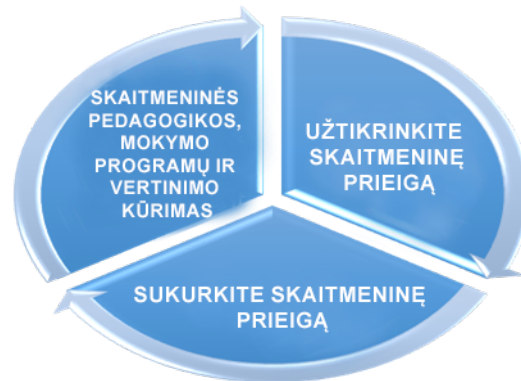 SKAITMENINĖS
PEDAGOGIKOS,
MOKYMO
PROGRAMŲ IR
VERTINIMO
KŪRIMAS
UŽTIKRINKITE
SKAITMENINĘ
PRIEIGĄ
SUKURKITE SKAITMENINĘ
PRIEIGĄ